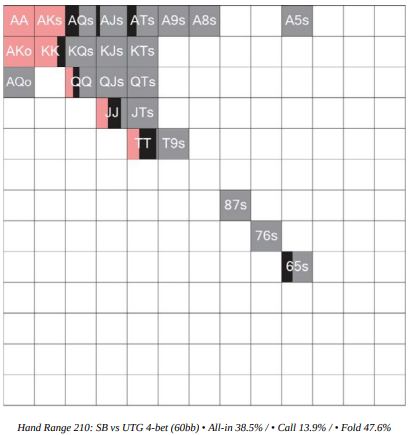 AA AKs AQs AJs ATs A9s A8s A5s
AKo KK KQs KJs KTs
AQo QQ QJs QTs
JJ JTs
TT T9s
87s
76s
65s
Hand Range 210: SB vs UTG 4-bet (60bb) • All-in 38.5% / • Call 13.9% / • Fold 47.6%